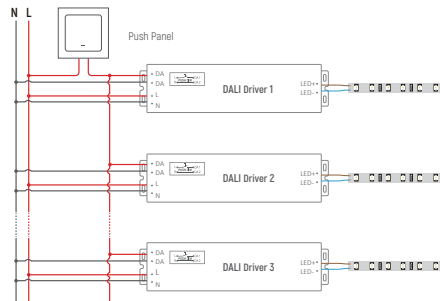 N L
Push Panel
DA
DA
L
N
DALI Driver 1
LED+
LED-
DA
DA
L
N
DALI Driver 2
LED+
LED-
DA
DA
L
N
DALI Driver 3
LED+
LED-